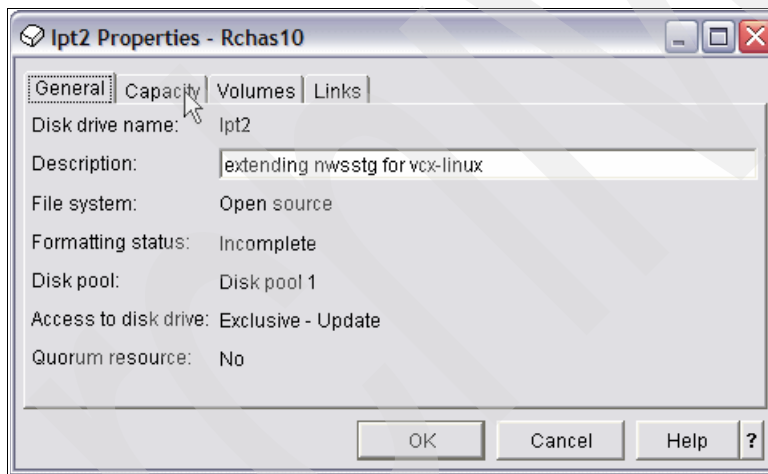 lpt2 Properties - Rchas10
General Capacity Volumes Links
Disk drive name: lpt2
Description: extending nwsstg for vcx-linux
File system: Open source
Formatting status: Incomplete
Disk pool: Disk pool 1
Access to disk drive: Exclusive - Update
Quorum resource: No
OK Cancel Help ?